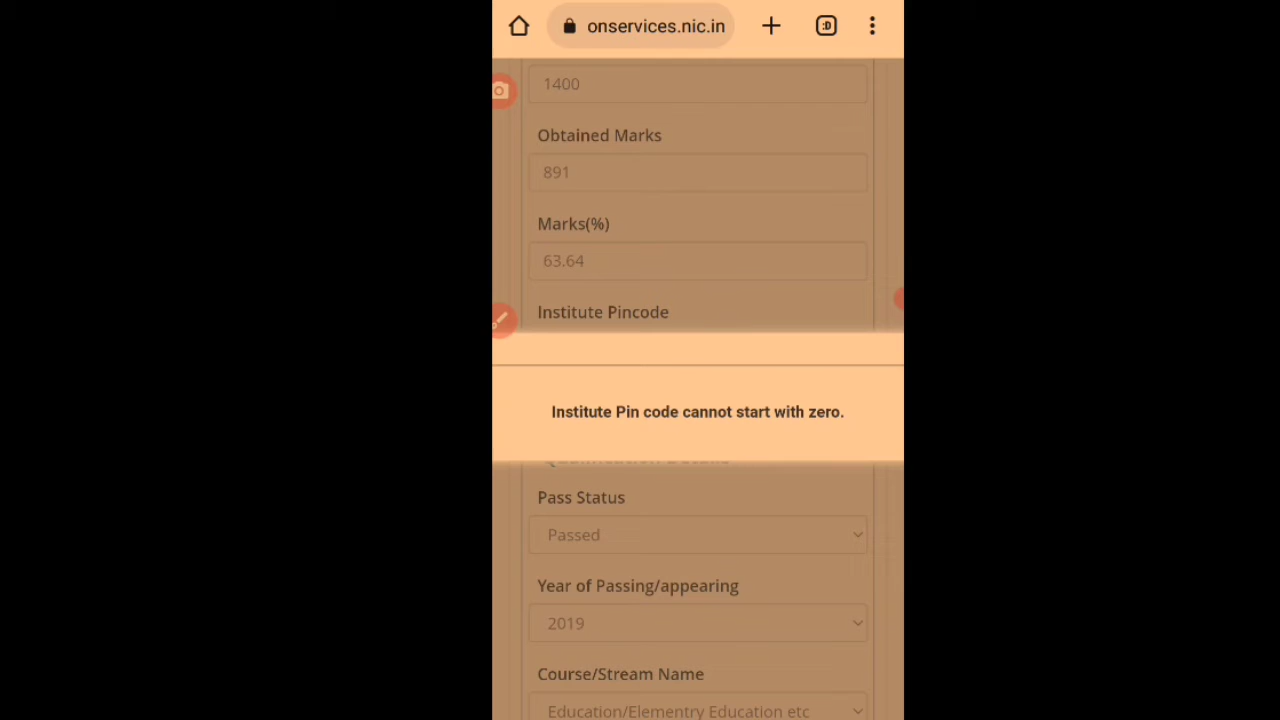 onservices.nic.in
1400
Obtained Marks
891
Marks(%)
63.64
Institute Pincode
Institute Pin code cannot start with zero.
Pass Status
Passed
Year of Passing/appearing
2019
Course/Stream Name
Education/Elementry Education etc